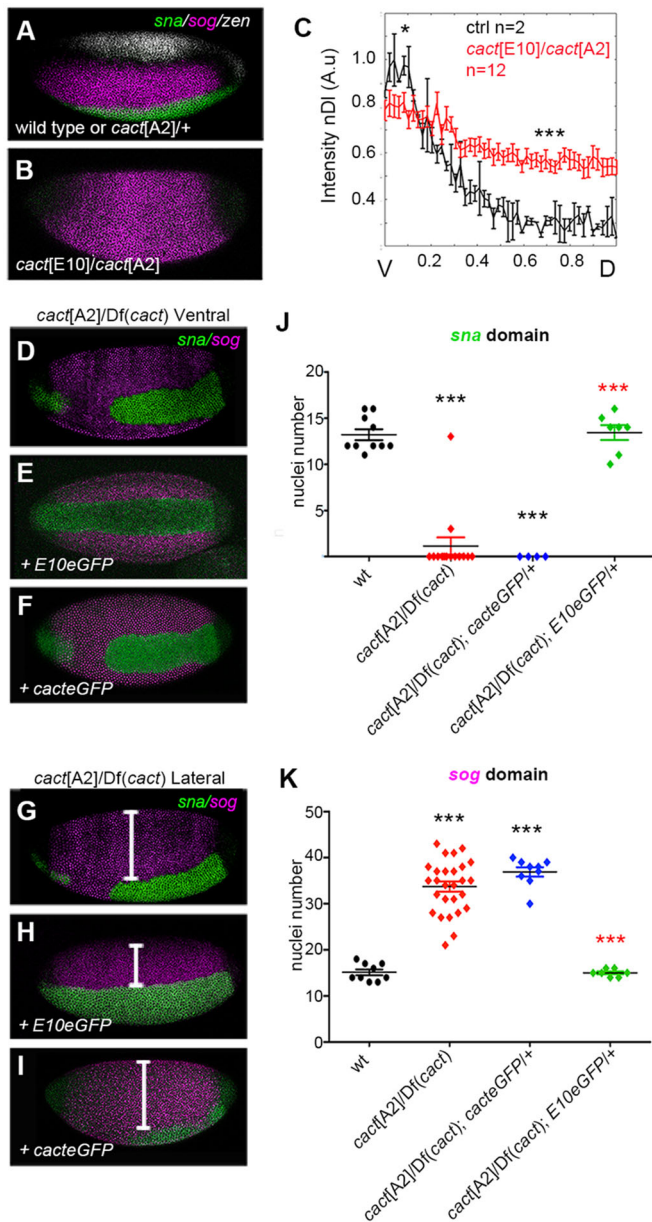 A
sna/sog/zen
wild type or cact[A2]/+
B
cact[E10]/cact[A2]
C
ctrl n=2
cact[E10]/cact[A2]
n=12
*
***
Intensity nDl (A.u)
1.0
0.8
0.6
0.4
V
0.2
0.4
0.6
0.8
D
cact[A2]/Df(cact) Ventral
D
sna/sog
E
+ E10eGFP
F
+ cacteGFP
J
sna domain
nuclei number
20
15
10
5
***
***
***
wt
cact[A2]/Df(cact)
cact[A2]/Df(cact); cacteGFP/+
cact[A2]/Df(cact); E10eGFP/+
cact[A2]/Df(cact) Lateral
G
sna/sog
H
+ E10eGFP
I
+ cacteGFP
K
sog domain
nuclei number
50
40
30
20
10
0
***
***
***
wt
cact[A2]/Df(cact)
cact[A2]/Df(cact); cacteGFP/+
cact[A2]/Df(cact); E10eGFP/+